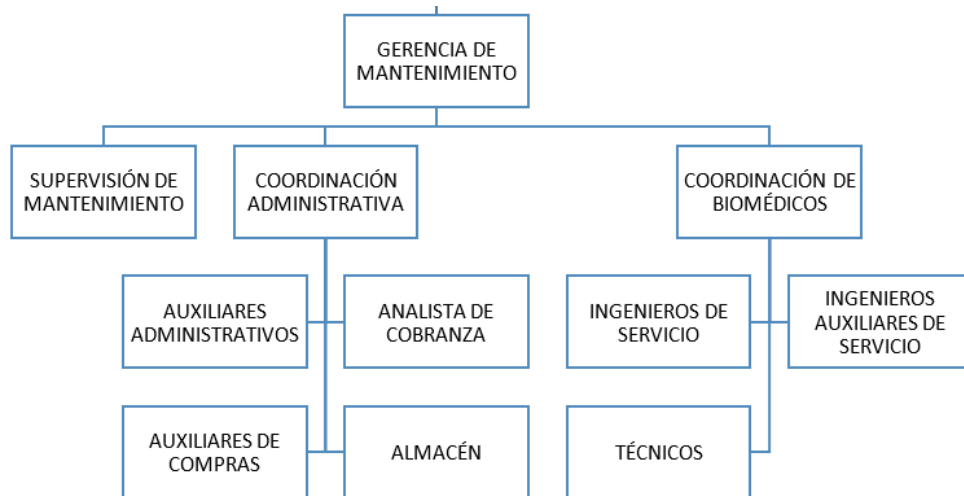 GERENCIA DE
MANTENIMIENTO
SUPERVISIÓN DE
MANTENIMIENTO
COORDINACIÓN
ADMINISTRATIVA
COORDINACIÓN DE
BIOMÉDICOS
AUXILIARES
ADMINISTRATIVOS
ANALISTA DE
COBRANZA
INGENIEROS DE
SERVICIO
INGENIEROS
AUXILIARES DE
SERVICIO
AUXILIARES DE
COMPRAS
ALMACÉN
TÉCNICOS